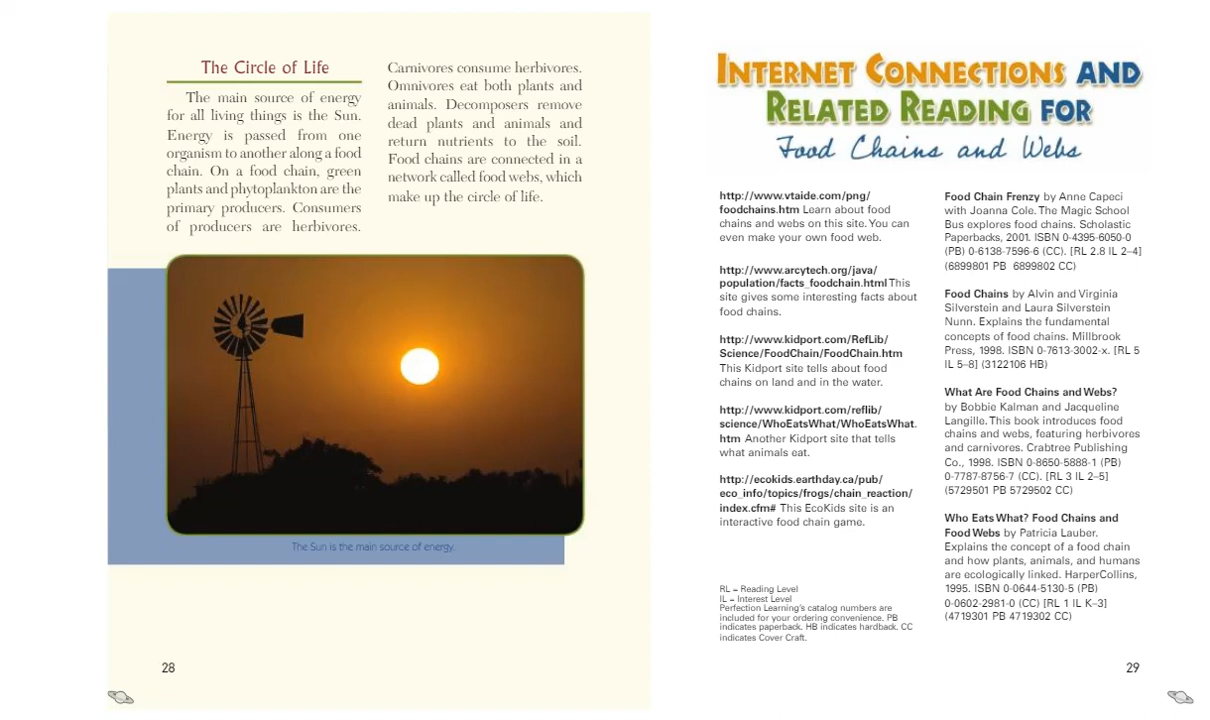 The Circle of Life
The main source of energy
for all living things is the Sun.
Energy is passed from one
organism to another along a food
chain. On a food chain, green
plants and phytoplankton are the
primary producers. Consumers
of producers are herbivores.
Carnivores consume herbivores.
Omnivores eat both plants and
animals. Decomposers remove
dead plants and animals and
return nutrients to the soil.
Food chains are connected in a
network called food webs, which
make up the circle of life.
The Sun is the main source of energy.
28
INTERNET CONNECTIONS AND
RELATED READING FOR
Food Chains and Webs
http://www.vtaide.com/png/
foodchains.htm Learn about food
chains and webs on this site. You can
even make your own food web.
http://www.arcytech.org/java/
population/facts_foodchain.html This
site gives some interesting facts about
food chains.
http://www.kidport.com/RefLib/
Science/FoodChain/FoodChain.htm
This Kidport site tells about food
chains on land and in the water.
http://www.kidport.com/reflib/
science/WhoEatsWhat/WhoEatsWhat.
htm Another Kidport site that tells
what animals eat.
http://ecokids.earthday.ca/pub/
eco_info/topics/frogs/chain_reaction/
index.cfm# This EcoKids site is an
interactive food chain game.
RL = Reading Level
IL = Interest Level
Perfection Learning's catalog numbers are
included for your ordering convenience. PB
indicates paperback. HB indicates hardback. CC
indicates Cover Craft.
Food Chain Frenzy by Anne Capeci
with Joanna Cole. The Magic School
Bus explores food chains. Scholastic
Paperbacks, 2001. ISBN 0-4395-6050-0
(PB) 0-6138-7596-6 (CC). [RL 2.8 IL 2–4]
(6899801 PB 6899802 CC)
Food Chains by Alvin and Virginia
Silverstein and Laura Silverstein
Nunn. Explains the fundamental
concepts of food chains. Millbrook
Press, 1998. ISBN 0-7613-3002-x. [RL 5
IL 5–8] (3122106 HB)
What Are Food Chains and Webs?
by Bobbie Kalman and Jacqueline
Langille. This book introduces food
chains and webs, featuring herbivores
and carnivores. Crabtree Publishing
Co., 1998. ISBN 0-8650-5888-1 (PB)
0-7787-8756-7 (CC). [RL 3 IL 2–5]
(5729501 PB 5729502 CC)
Who Eats What? Food Chains and
Food Webs by Patricia Lauber.
Explains the concept of a food chain
and how plants, animals, and humans
are ecologically linked. HarperCollins,
1995. ISBN 0-0644-5130-5 (PB)
0-0602-2981-0 (CC) [RL 1 IL K–3]
(4719301 PB 4719302 CC)
29